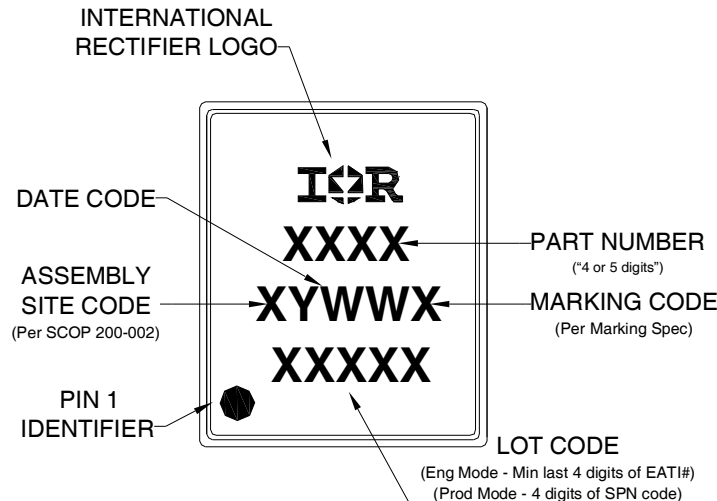 INTERNATIONAL
RECTIFIER LOGO
IOR
DATE CODE
XXXX
PART NUMBER
("4 or 5 digits")
ASSEMBLY
SITE CODE
(Per SCOP 200-002)
XYWWX
MARKING CODE
(Per Marking Spec)
XXXXX
PIN 1
IDENTIFIER
LOT CODE
(Eng Mode - Min last 4 digits of EATI#)
(Prod Mode - 4 digits of SPN code)